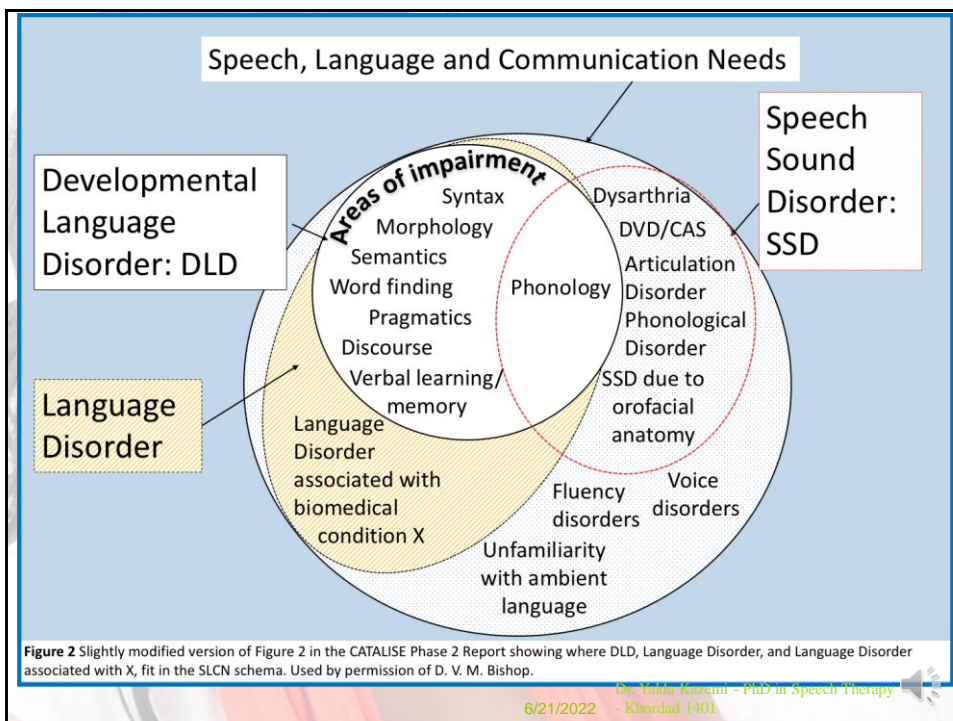 Speech, Language and Communication Needs
Speech
Sound
Disorder:
SSD
Developmental
Language
Disorder: DLD
Areas of impairment
Syntax
Morphology
Semantics
Word finding
Pragmatics
Discourse
Verbal learning/
memory
Phonology
Dysarthria
DVD/CAS
Articulation
Disorder
Phonological
Disorder
SSD due to
orofacial
anatomy
Language
Disorder
Language
Disorder
associated with
biomedical
condition X
Fluency
disorders
Voice
disorders
Unfamiliarity
with ambient
language
Figure 2 Slightly modified version of Figure 2 in the CATALISE Phase 2 Report showing where DLD, Language Disorder, and Language Disorder
associated with X, fit in the SLCN schema. Used by permission of D. V. M. Bishop.
Dr. Yalda Kazemi - PhD in Speech Therapy
- Khordad 1401
6/21/2022